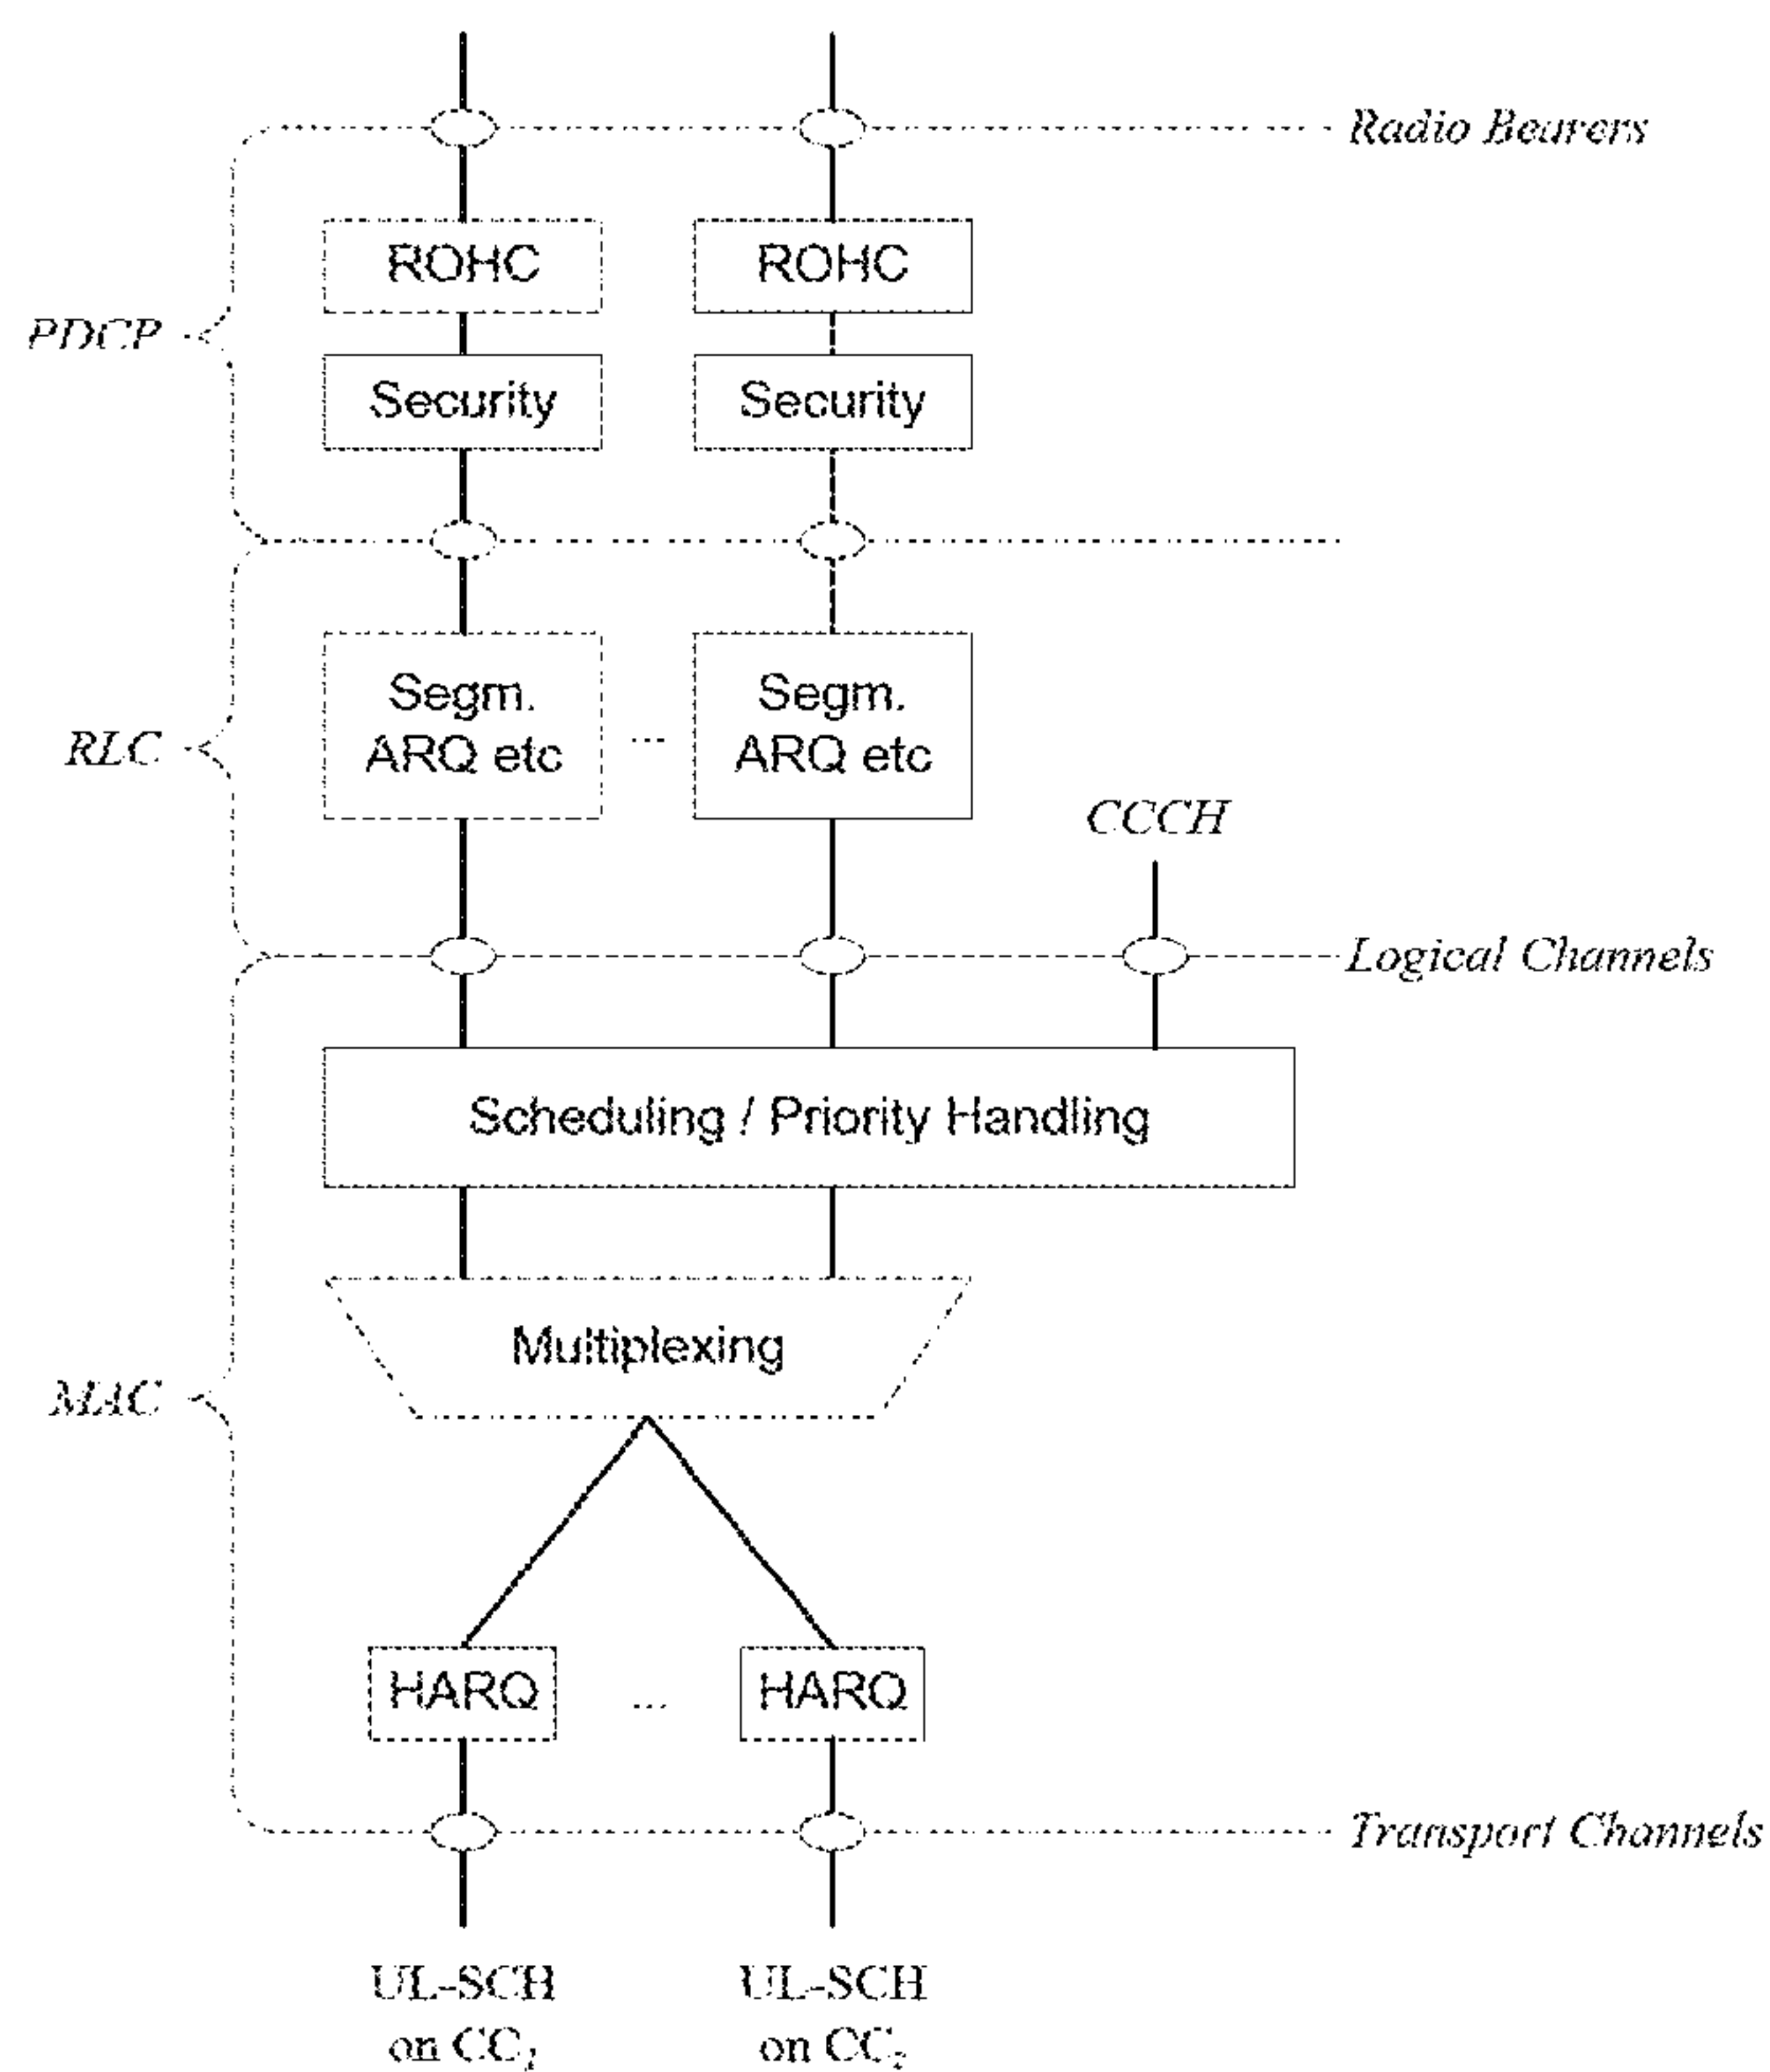 Radio Bearers
ROHC
ROHC
PDCP
Security
Security
Segm.
ARQ etc
...
Segm.
ARQ etc
RLC
CCCH
Logical Channels
Scheduling / Priority Handling
Multiplexing
MAC
HARQ
...
HARQ
Transport Channels
UL-SCH
on CC1
UL-SCH
on CC